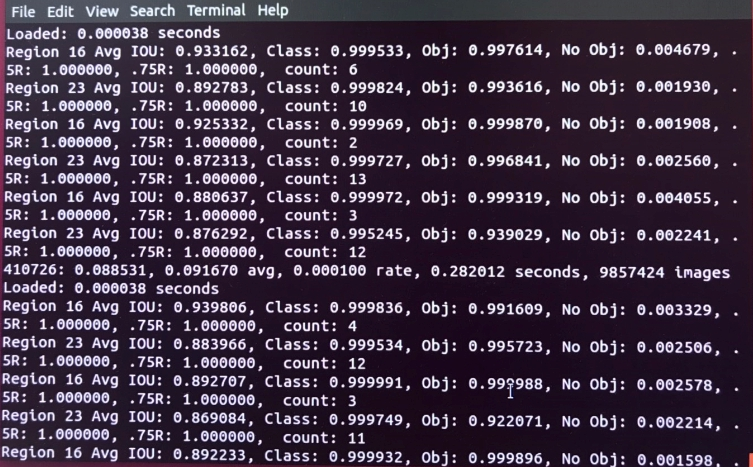 File Edit View Search Terminal Help
Loaded: 0.000038 seconds
Region 16 Avg IOU: 0.933162, Class: 0.999533, Obj: 0.997614, No Obj: 0.004679, .
5R: 1.000000, .75R: 1.000000,  count: 6
Region 23 Avg IOU: 0.892783, Class: 0.999824, Obj: 0.993616, No Obj: 0.001930, .
5R: 1.000000, .75R: 1.000000,  count: 10
Region 16 Avg IOU: 0.925332, Class: 0.999969, Obj: 0.999870, No Obj: 0.001908, .
5R: 1.000000, .75R: 1.000000,  count: 2
Region 23 Avg IOU: 0.872313, Class: 0.999727, Obj: 0.996841, No Obj: 0.002560, .
5R: 1.000000, .75R: 1.000000,  count: 13
Region 16 Avg IOU: 0.880637, Class: 0.999972, Obj: 0.999319, No Obj: 0.004055, .
5R: 1.000000, .75R: 1.000000,  count: 3
Region 23 Avg IOU: 0.876292, Class: 0.995245, Obj: 0.939029, No Obj: 0.002241, .
5R: 1.000000, .75R: 1.000000,  count: 12
410726: 0.088531, 0.091670 avg, 0.000100 rate, 0.282012 seconds, 9857424 images
Loaded: 0.000038 seconds
Region 16 Avg IOU: 0.939806, Class: 0.999836, Obj: 0.991609, No Obj: 0.003329, .
5R: 1.000000, .75R: 1.000000,  count: 4
Region 23 Avg IOU: 0.883966, Class: 0.999534, Obj: 0.995723, No Obj: 0.002506, .
5R: 1.000000, .75R: 1.000000,  count: 12
Region 16 Avg IOU: 0.892707, Class: 0.999991, Obj: 0.999988, No Obj: 0.002578, .
5R: 1.000000, .75R: 1.000000,  count: 3
Region 23 Avg IOU: 0.869084, Class: 0.999749, Obj: 0.922071, No Obj: 0.002214, .
5R: 1.000000, .75R: 1.000000,  count: 11
Region 16 Avg IOU: 0.892233, Class: 0.999932, Obj: 0.999896, No Obj: 0.001598, .